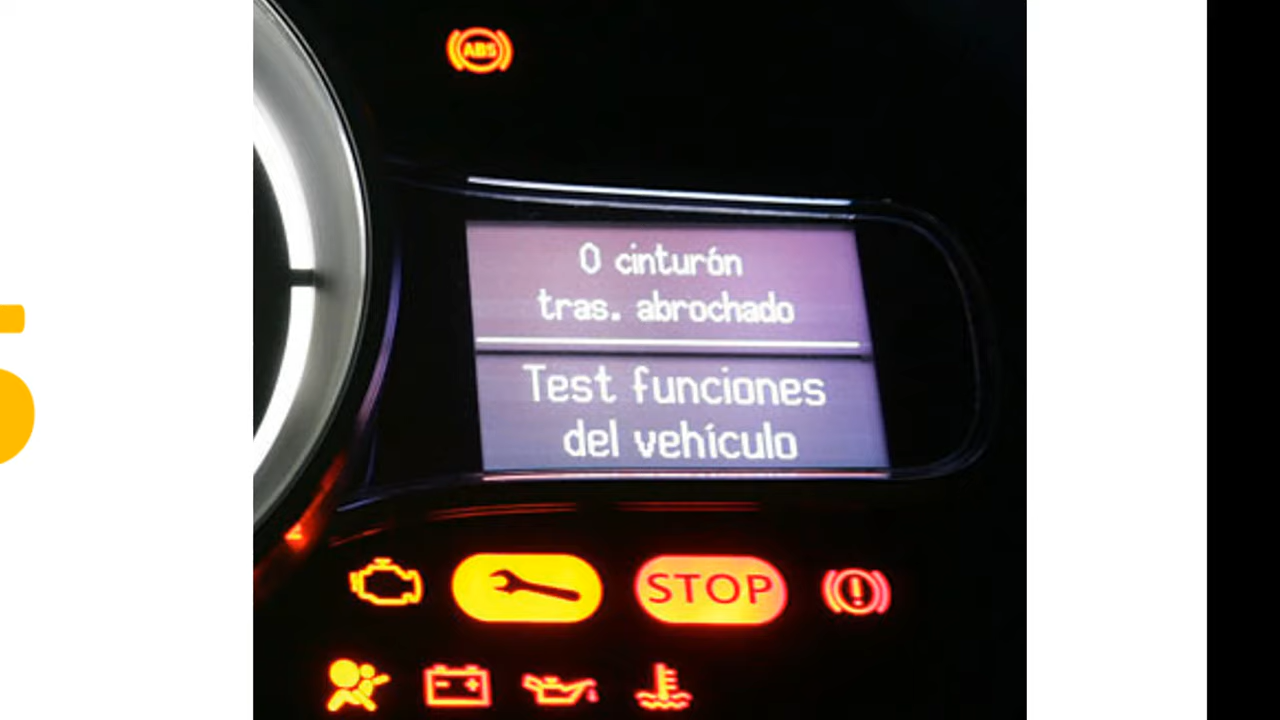 ABS
0 cinturón
tras. abrochado
Test funciones
del vehículo
STOP